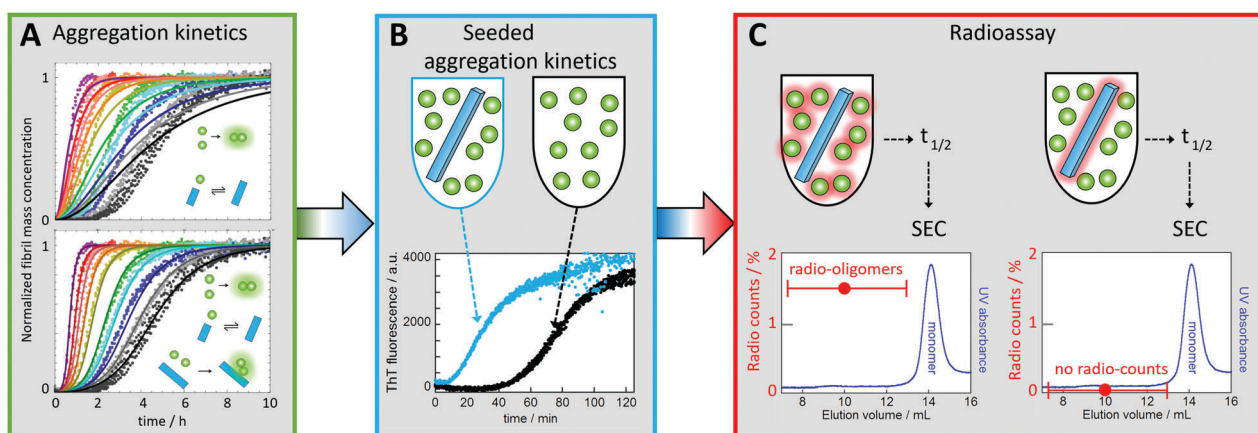 A Aggregation kinetics
Normalized fibril mass concentration
1
0
1
0
0 2 4 6 8 10
time / h
B Seeded
aggregation kinetics
ThT fluorescence / a.u.
4000
2000
0
0 20 40 60 80 100 120
time / min
C Radioassay
t 1/2
SEC
Radio counts / %
2
1
0
radio-oligomers
monomer
UV absorbance
8 10 12 14 16
Elution volume / mL
t 1/2
SEC
Radio counts / %
2
1
0
no radio-counts
monomer
UV absorbance
8 10 12 14 16
Elution volume / mL